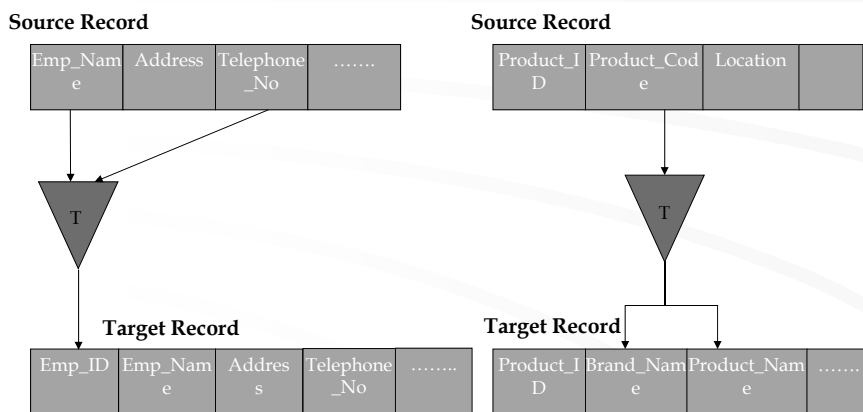 Source Record
Emp_Nam
e
Address
Telephone
_No
…….
T
Target Record
Emp_ID
Emp_Nam
e
Addres
s
Telephone
_No
……..
Source Record
Product_I
D
Product_Cod
e
Location
T
Target Record
Product_I
D
Brand_Nam
e
Product_Nam
e
…….